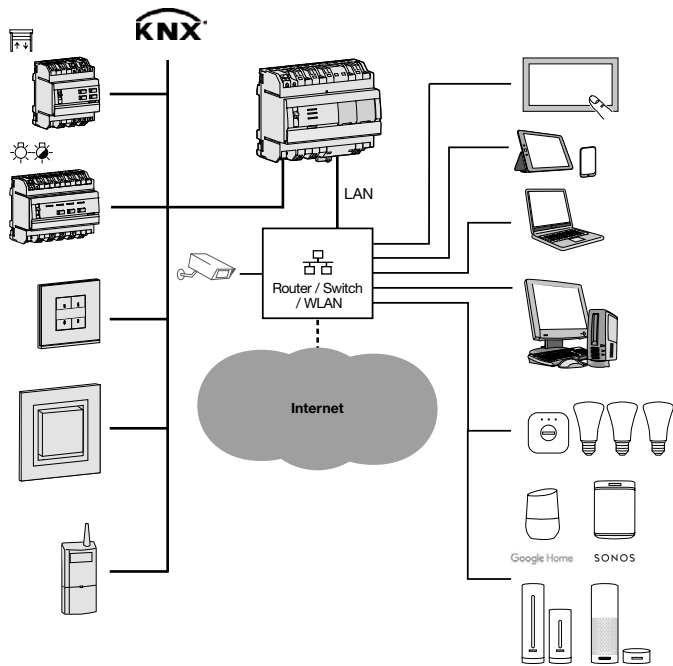 KNX®
LAN
Router / Switch
/ WLAN
Internet
Google Home
SONOS